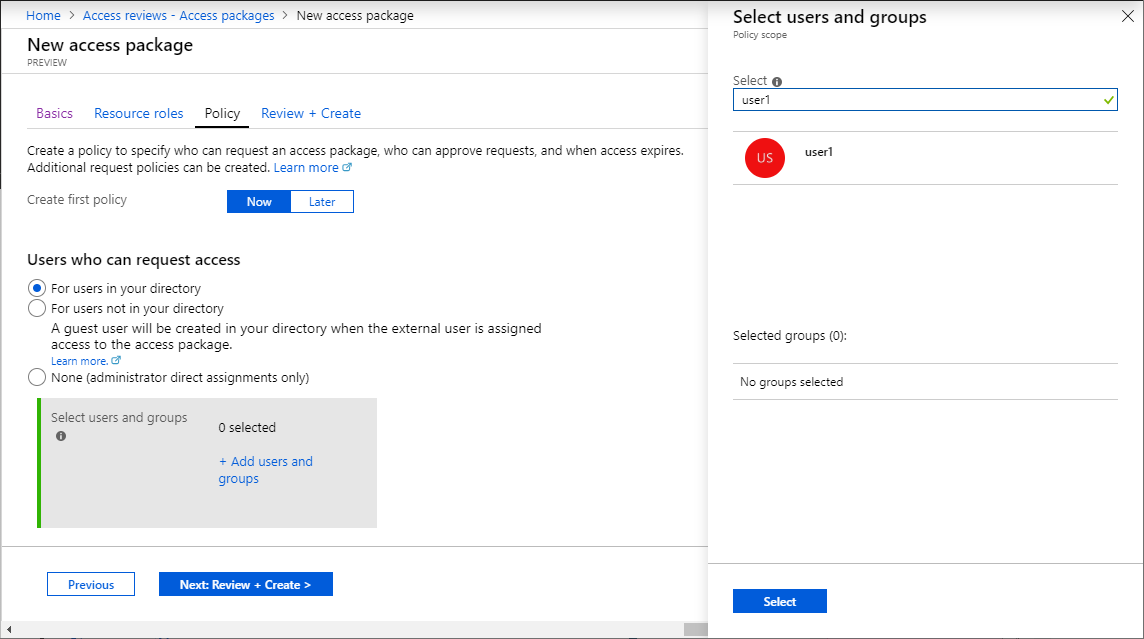 Home > Access reviews - Access packages > New access package
New access package
PREVIEW
Basics Resource roles Policy Review + Create
Create a policy to specify who can request an access package, who can approve requests, and when access expires.
Additional request policies can be created. Learn more
Create first policy Now Later
Users who can request access
For users in your directory
For users not in your directory
A guest user will be created in your directory when the external user is assigned
access to the access package.
Learn more.
None (administrator direct assignments only)
Select users and groups
0 selected
+ Add users and
groups
Previous Next: Review + Create >
Select users and groups
Policy scope
Select
user1
US user1
Selected groups (0):
No groups selected
Select